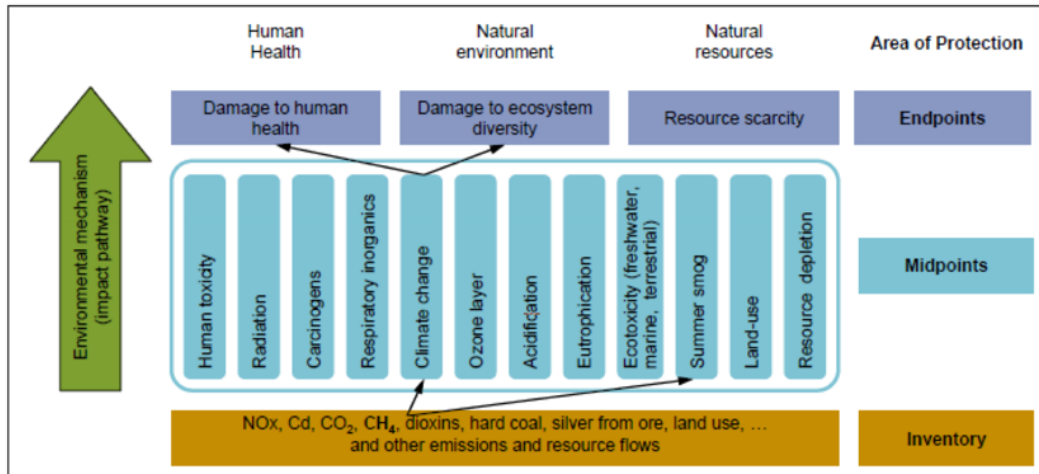 Human
Health
Natural
environment
Natural
resources
Area of Protection
Damage to human
health
Damage to ecosystem
diversity
Resource scarcity
Endpoints
Environmental mechanism
(impact pathway)
Human toxicity
Radiation
Carcinogens
Respiratory inorganics
Climate change
Ozone layer
Acidification
Eutrophication
Ecotoxicity (freshwater,
marine, terrestrial)
Summer smog
Land-use
Resource depletion
Midpoints
NOx, Cd, CO₂, CH₄, dioxins, hard coal, silver from ore, land use, …
and other emissions and resource flows
Inventory